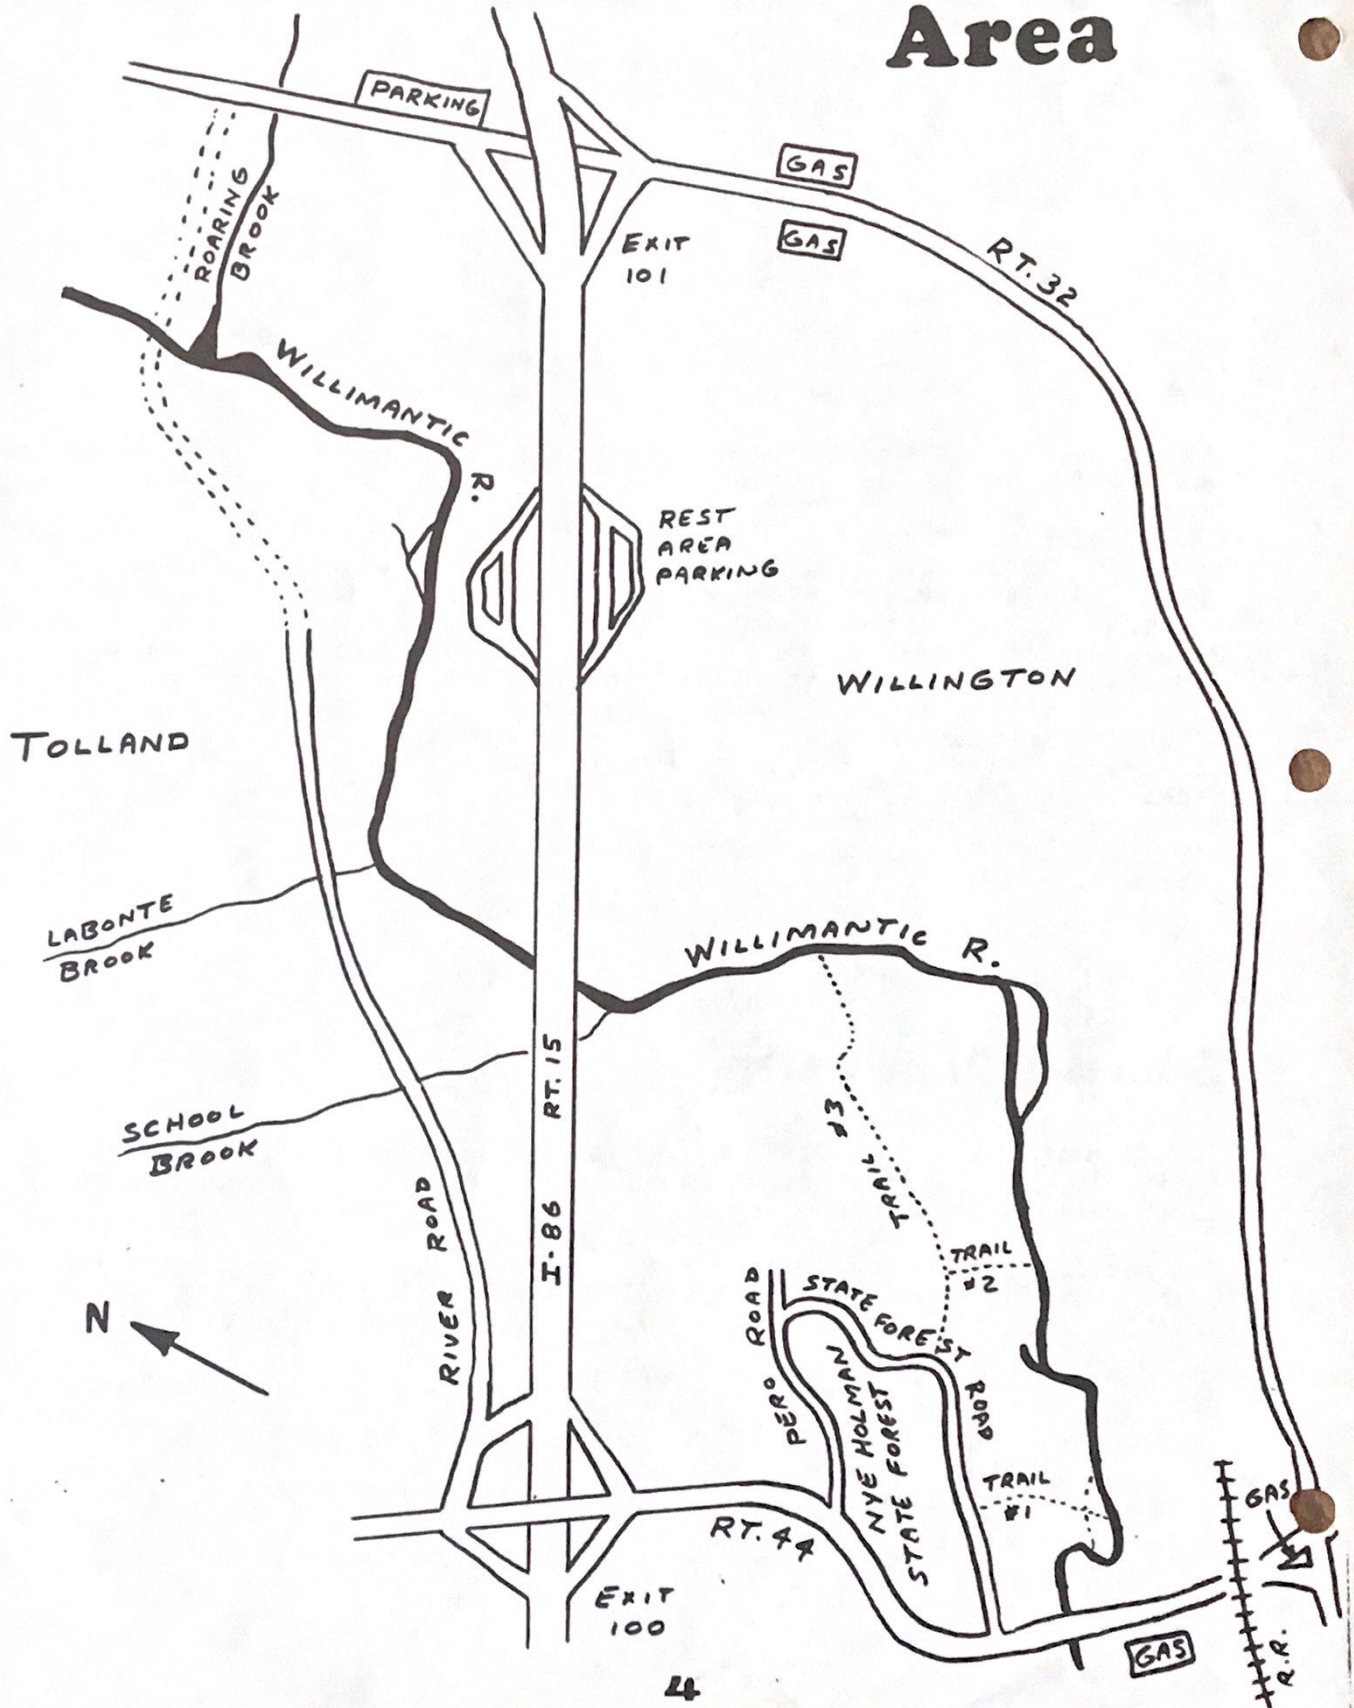 Area
PARKING
GAS
GAS
ROARING
BROOK
EXIT
101
RT. 32
WILLIMANTIC R.
REST
AREA
PARKING
WILLINGTON
TOLLAND
LABONTE
BROOK
WILLIMANTIC R.
SCHOOL
BROOK
I-86 RT. 15
RIVER ROAD
TRAIL #3
TRAIL
#2
N
PERO ROAD
STATE FOREST ROAD
NYE HOLMAN
STATE FOREST
TRAIL
#1
RT. 44
GAS
EXIT
100
GAS
R.R.
4